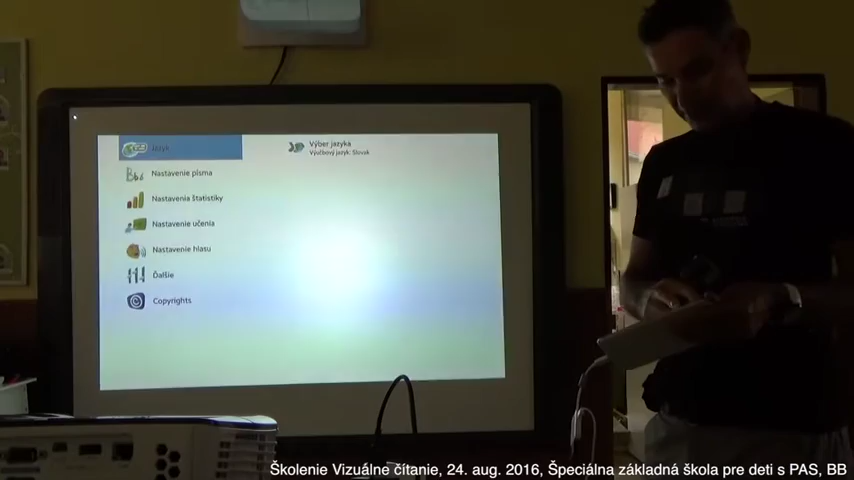 Jazyk
Výber jazyka
Výučbový jazyk: Slovak
Nastavenie písma
Nastavenia štatistiky
Nastavenie učenia
Nastavenie hlasu
Ďalšie
Copyrights
Školenie Vizuálne čítanie, 24. aug. 2016, Špeciálna základná škola pre deti s PAS, BB